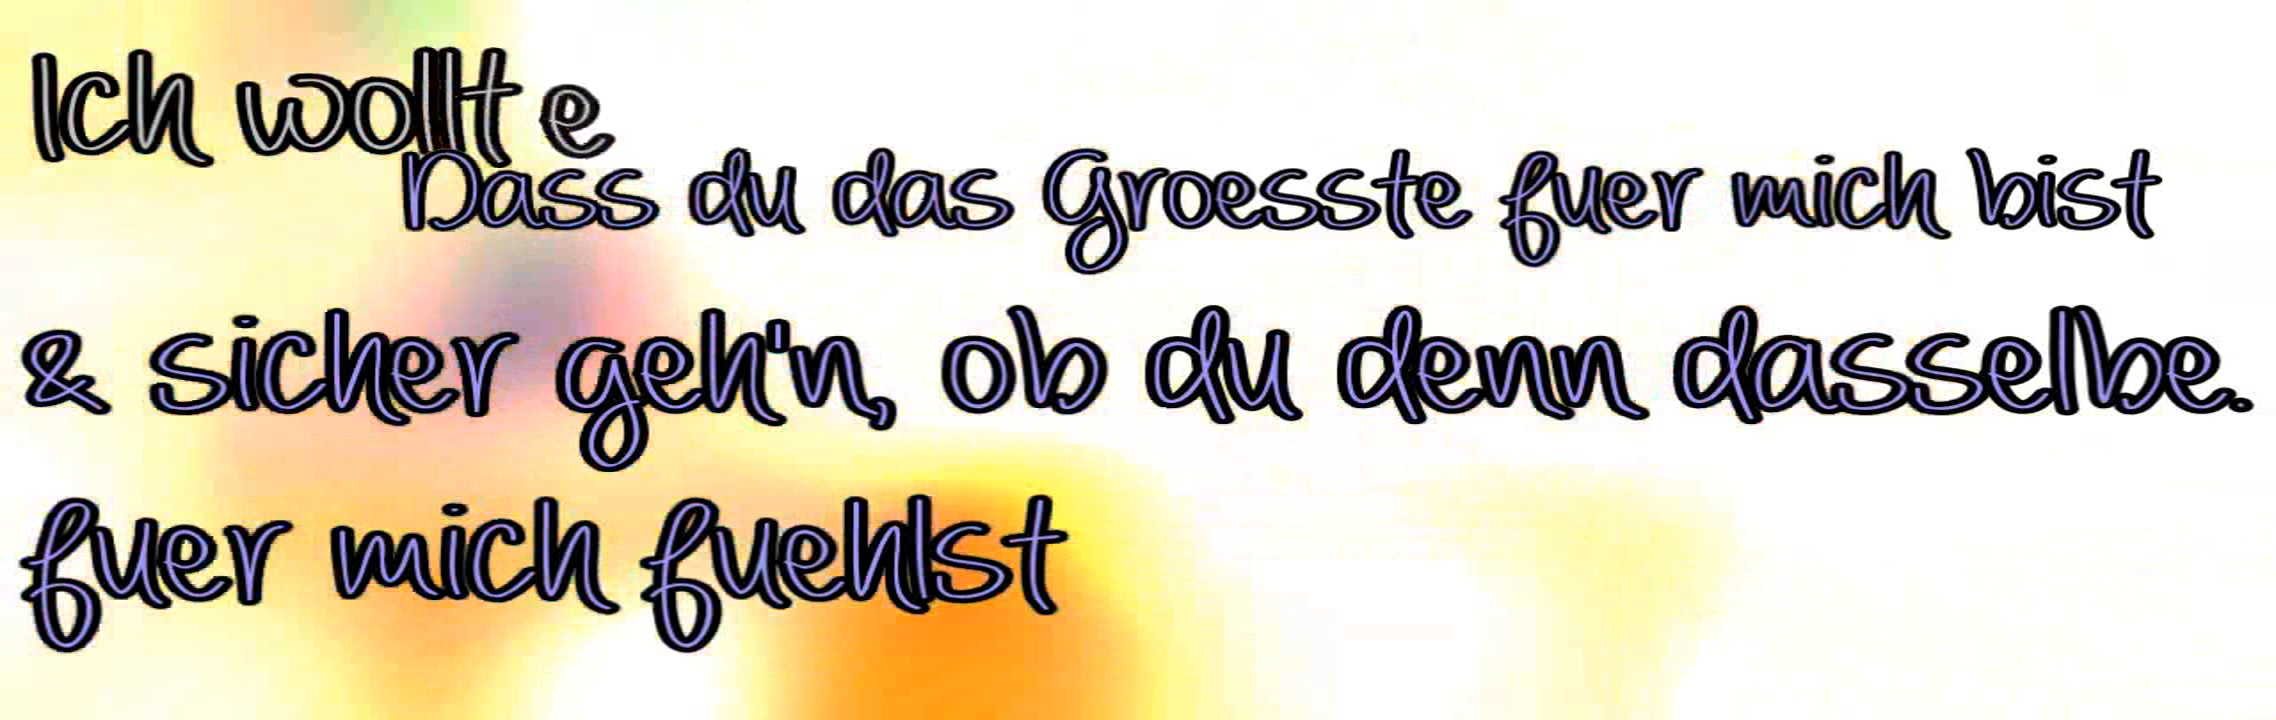 Ich wollte
Dass du das Groesste fuer mich bist
& sicher geh'n, ob du denn dasselbe.
fuer mich fuehlst